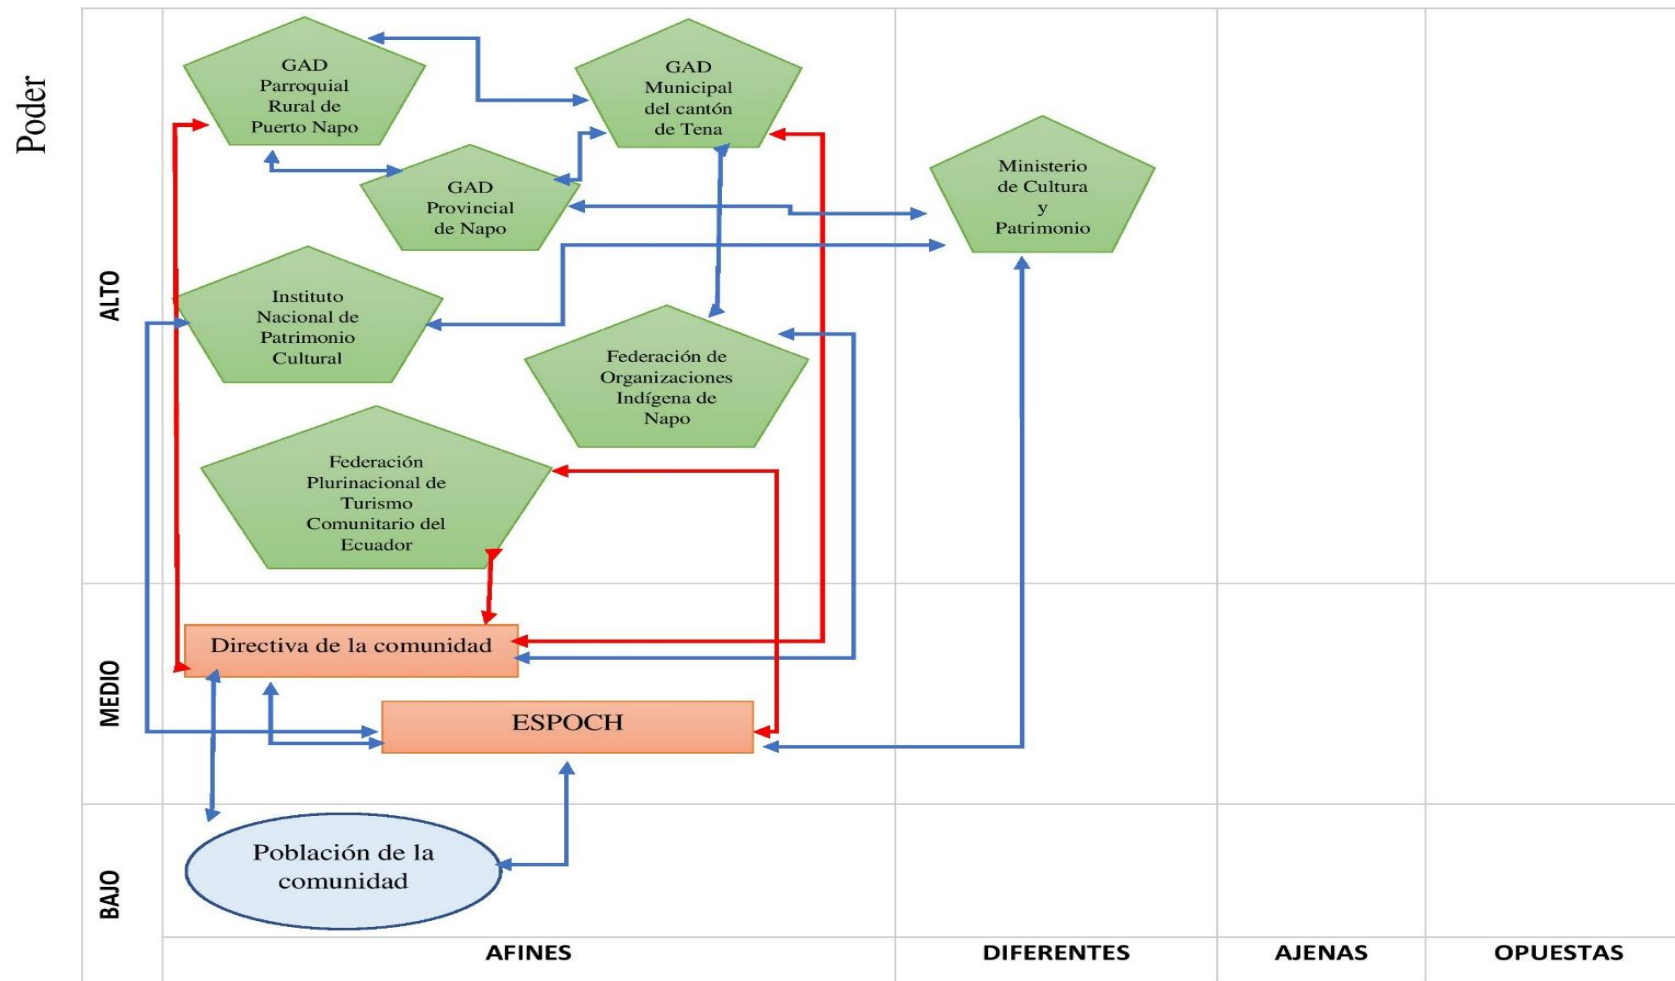 Poder
ALTO
GAD
Parroquial
Rural de
Puerto Napo
GAD
Municipal
del cantón
de Tena
GAD
Provincial
de Napo
Ministerio
de Cultura
y
Patrimonio
Instituto
Nacional de
Patrimonio
Cultural
Federación de
Organizaciones
Indígena de
Napo
Federación
Plurinacional de
Turismo
Comunitario del
Ecuador
MEDIO
Directiva de la comunidad
ESPOCH
BAJO
Población de la
comunidad
AFINES
DIFERENTES
AJENAS
OPUESTAS